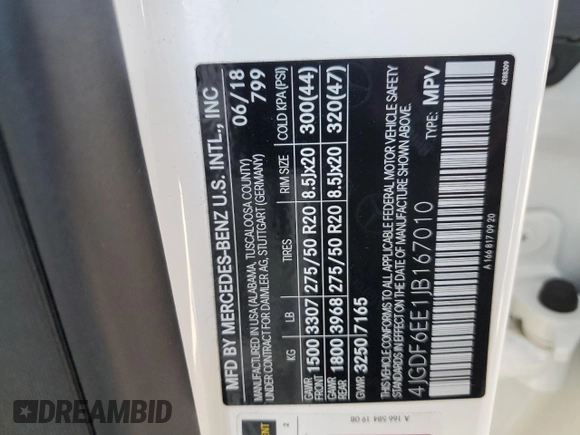 MFD BY MERCEDES-BENZ U.S. INTL., INC
MANUFACTURED IN USA (ALABAMA, TUSCALOOSA COUNTY) 06/18
UNDER CONTRACT FOR DAIMLER AG, STUTTGART (GERMANY) 799
KG LB TIRES RIM SIZE COLD KPA (PSI)
GAWR FRONT 1500 3307 275/50 R20 8.5Jx20 300(44)
GAWR REAR 1800 3968 275/50 R20 8.5Jx20 320(47)
GVWR 3250 7165
THIS VEHICLE CONFORMS TO ALL APPLICABLE FEDERAL MOTOR VEHICLE SAFETY
STANDARDS IN EFFECT ON THE DATE OF MANUFACTURE SHOWN ABOVE.
4JGDF6EE1JB167010 TYPE: MPV
A 166 817 09 20 4288309
A 166 584 19 08
2
DREAMBID